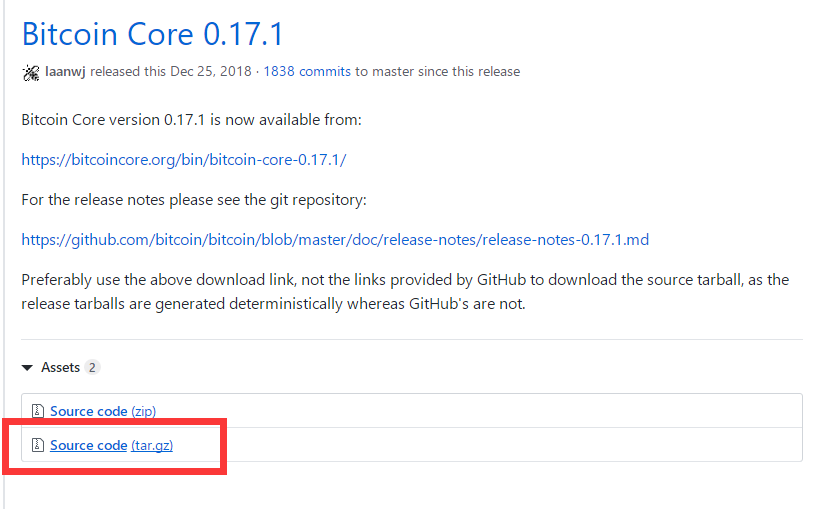 Bitcoin Core 0.17.1
laanwj released this Dec 25, 2018 · 1838 commits to master since this release
Bitcoin Core version 0.17.1 is now available from:
https://bitcoincore.org/bin/bitcoin-core-0.17.1/
For the release notes please see the git repository:
https://github.com/bitcoin/bitcoin/blob/master/doc/release-notes/release-notes-0.17.1.md
Preferably use the above download link, not the links provided by GitHub to download the source tarball, as the
release tarballs are generated deterministically whereas GitHub's are not.
Assets 2
Source code (zip)
Source code (tar.gz)